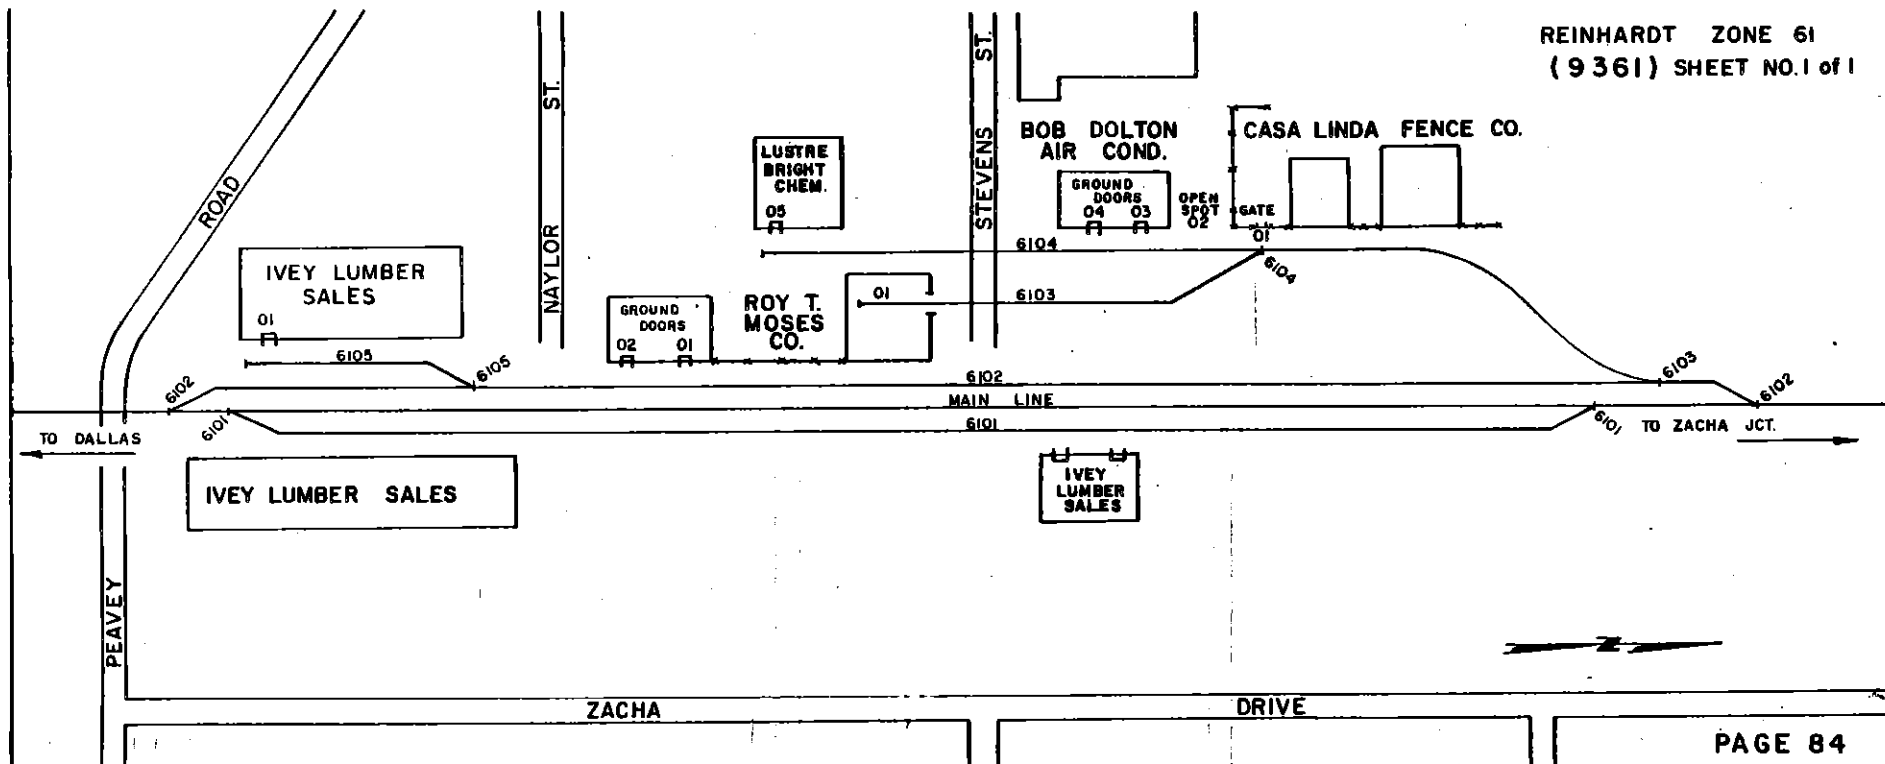 REINHARDT ZONE 61
(9361) SHEET NO. 1 of 1
ROAD
NAYLOR ST.
STEVENS ST.
LUSTRE
BRIGHT
CHEM.
05
BOB DOLTON
AIR COND.
GROUND
DOORS
04 03
OPEN
SPOT
02
CASA LINDA FENCE CO.
GATE
01
6104
6104
IVEY LUMBER
SALES
01
6105
6105
GROUND
DOORS
02 01
ROY T.
MOSES
CO.
01
6103
6103
6102
6102
6102
MAIN LINE
6101
6101
6101
TO DALLAS
TO ZACHA JCT.
IVEY LUMBER SALES
IVEY
LUMBER
SALES
PEAVEY
N
ZACHA DRIVE
PAGE 84